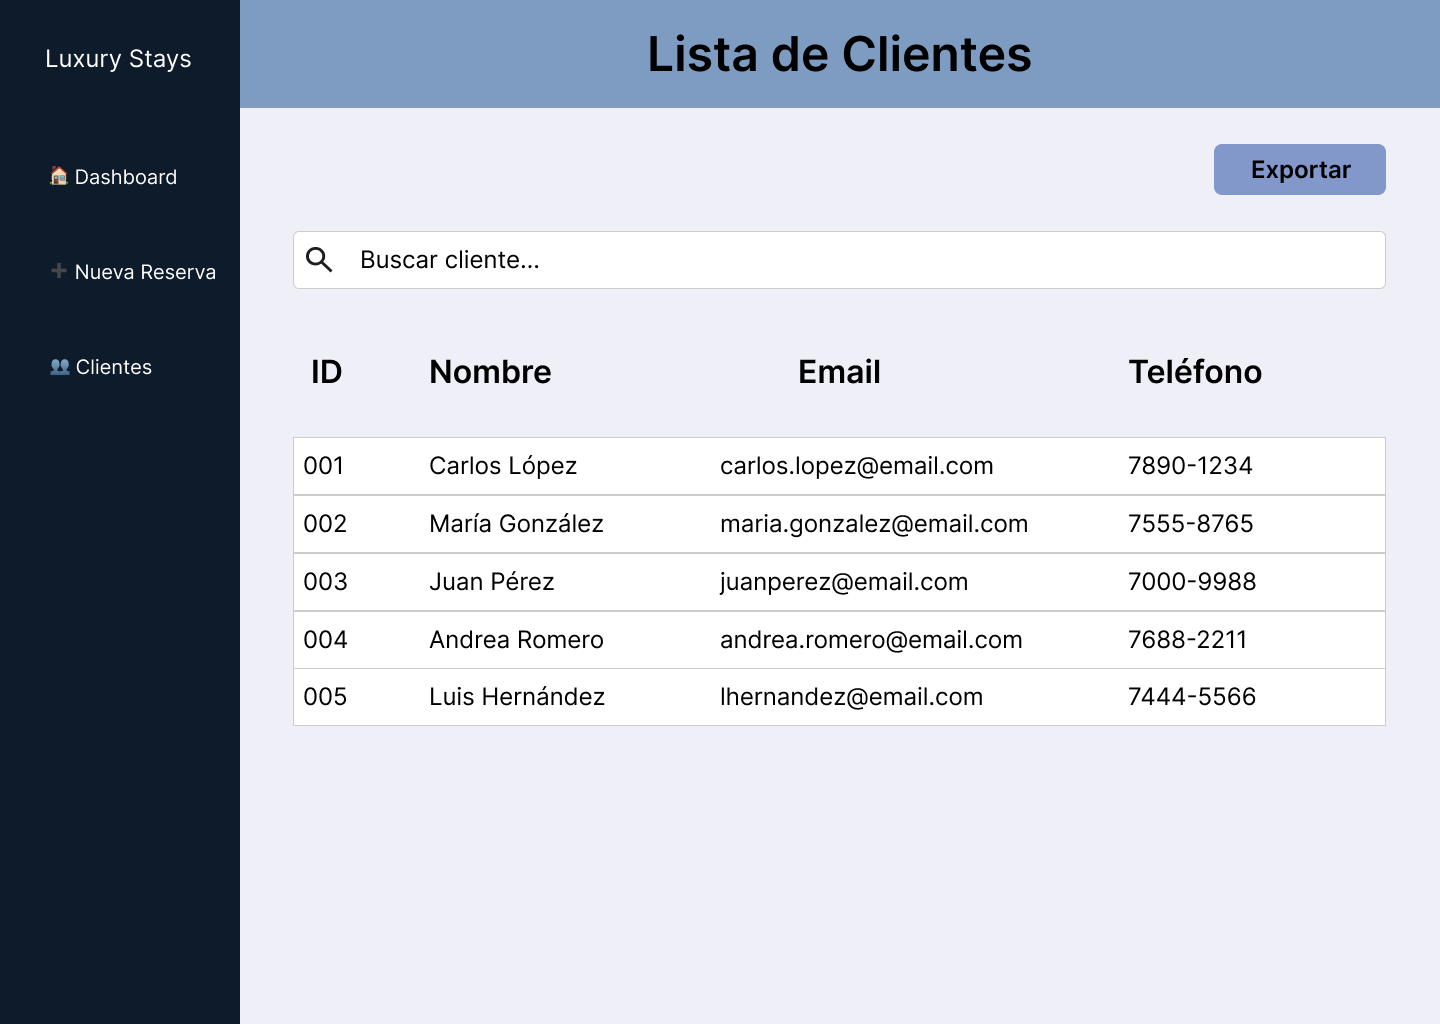 Luxury Stays
🏠 Dashboard
➕ Nueva Reserva
👥 Clientes
Lista de Clientes
Exportar
Buscar cliente...
ID Nombre Email Teléfono
001 Carlos López carlos.lopez@email.com 7890-1234
002 María González maria.gonzalez@email.com 7555-8765
003 Juan Pérez juanperez@email.com 7000-9988
004 Andrea Romero andrea.romero@email.com 7688-2211
005 Luis Hernández lhernandez@email.com 7444-5566